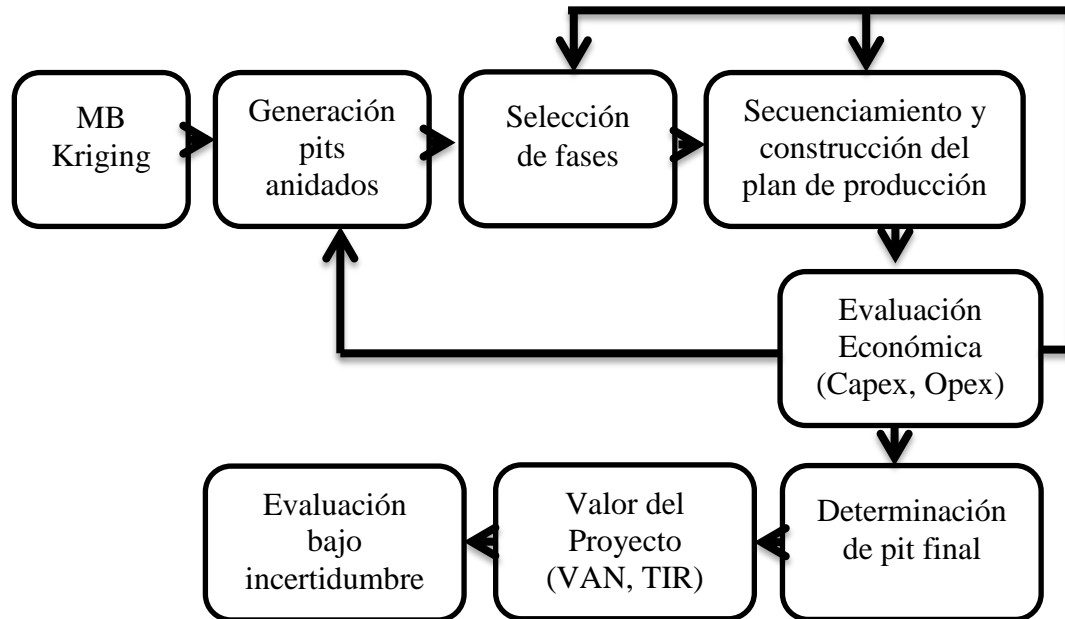 MB
Kriging
Generación
pits
anidados
Selección
de fases
Secuenciamiento y
construcción del
plan de producción
Evaluación
Económica
(Capex, Opex)
Determinación
de pit final
Valor del
Proyecto
(VAN, TIR)
Evaluación
bajo
incertidumbre